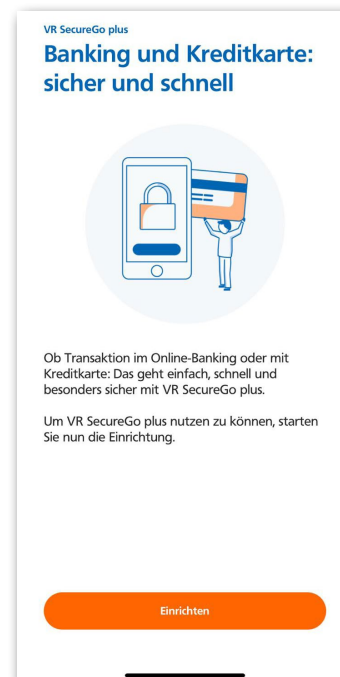 VR SecureGo plus
Banking und Kreditkarte:
sicher und schnell
Ob Transaktion im Online-Banking oder mit
Kreditkarte: Das geht einfach, schnell und
besonders sicher mit VR SecureGo plus.
Um VR SecureGo plus nutzen zu können, starten
Sie nun die Einrichtung.
Einrichten